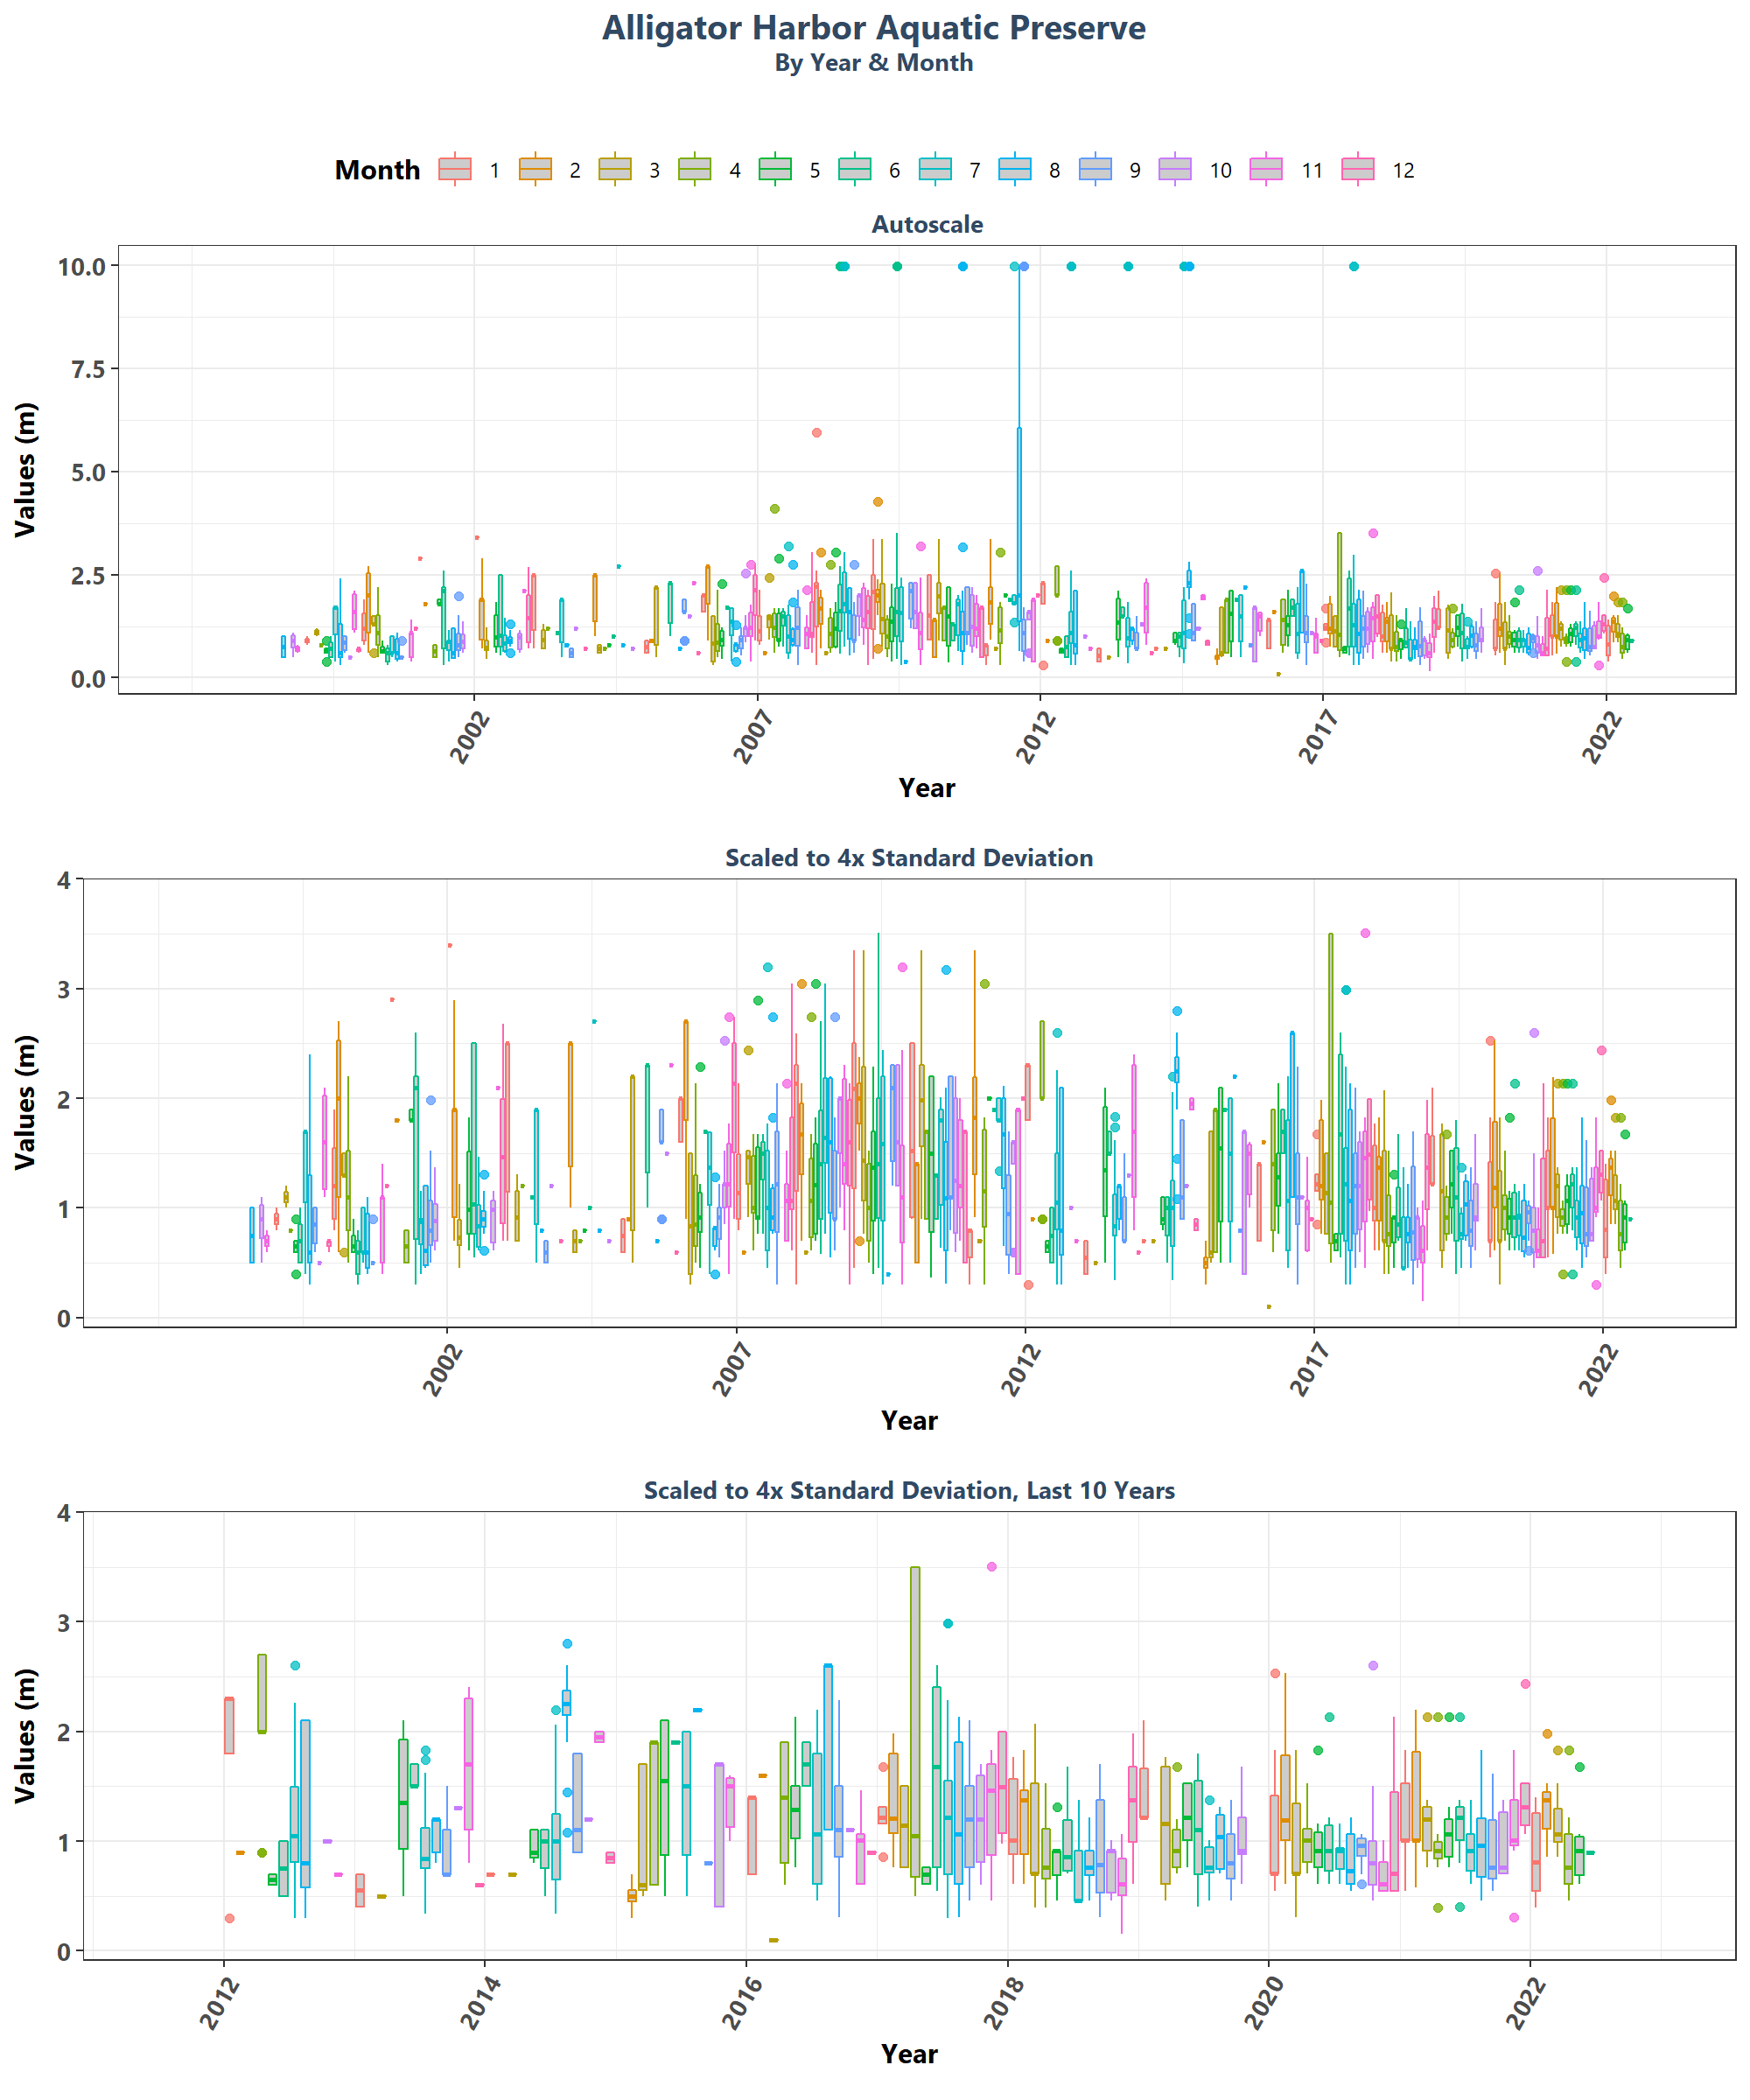 Alligator Harbor Aquatic Preserve
By Year & Month
Month 1 2 3 4 5 6 7 8 9 10 11 12
Autoscale
10.0
7.5
5.0
2.5
0.0
Values (m)
2002 2007 2012 2017 2022
Year
Scaled to 4x Standard Deviation
4
3
2
1
0
Values (m)
2002 2007 2012 2017 2022
Year
Scaled to 4x Standard Deviation, Last 10 Years
4
3
2
1
0
Values (m)
2012 2014 2016 2018 2020 2022
Year